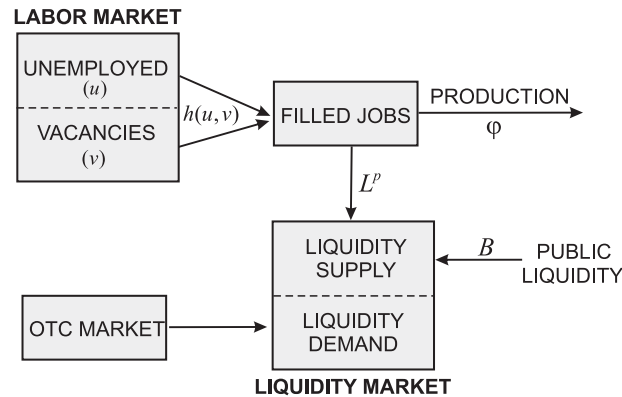 LABOR MARKET
UNEMPLOYED
(u)
VACANCIES
(v)
h(u,v)
FILLED JOBS
PRODUCTION
φ
L^p
LIQUIDITY
SUPPLY
B
PUBLIC
LIQUIDITY
OTC MARKET
LIQUIDITY
DEMAND
LIQUIDITY MARKET